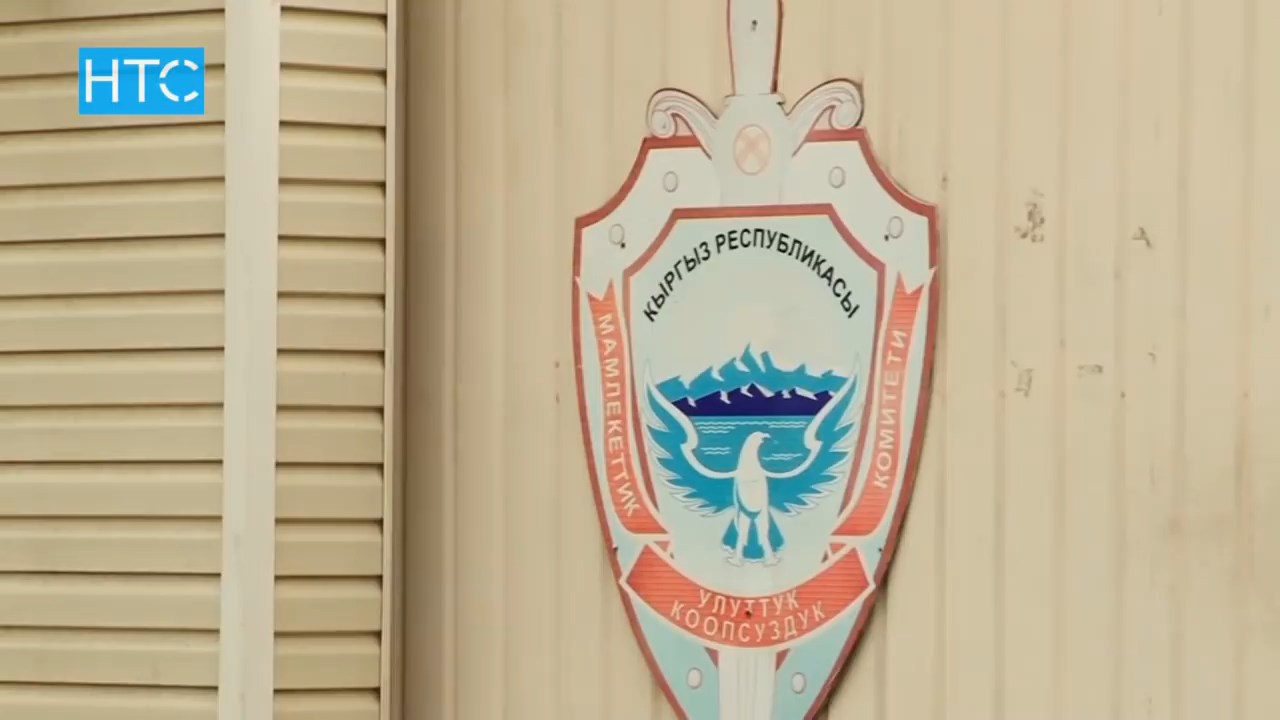 НТС
КЫРГЫЗ РЕСПУБЛИКАСЫ
МАМЛЕКЕТТИК
УЛУТТУК
КООПСУЗДУК
КОМИТЕТИ